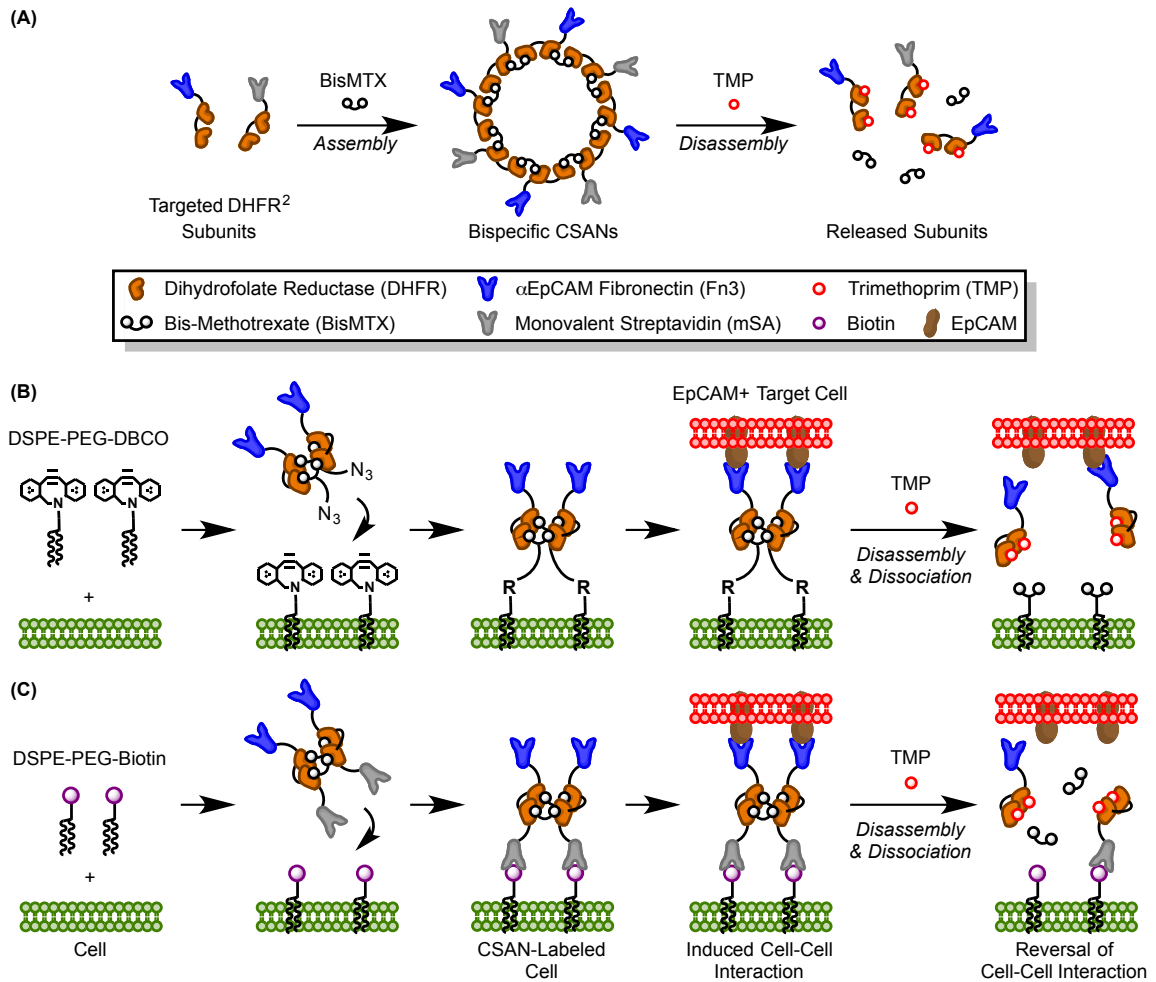 (A)
BisMTX
Assembly
TMP
Disassembly
Targeted DHFR²
Subunits
Bispecific CSANs
Released Subunits
Dihydrofolate Reductase (DHFR)
αEpCAM Fibronectin (Fn3)
Trimethoprim (TMP)
Bis-Methotrexate (BisMTX)
Monovalent Streptavidin (mSA)
Biotin
EpCAM
(B)
DSPE-PEG-DBCO
N
N
+
N₃
N₃
N
N
R
R
EpCAM+ Target Cell
R
R
TMP
Disassembly
& Dissociation
(C)
DSPE-PEG-Biotin
+
Cell
CSAN-Labeled
Cell
Induced Cell-Cell
Interaction
TMP
Disassembly
& Dissociation
Reversal of
Cell-Cell Interaction